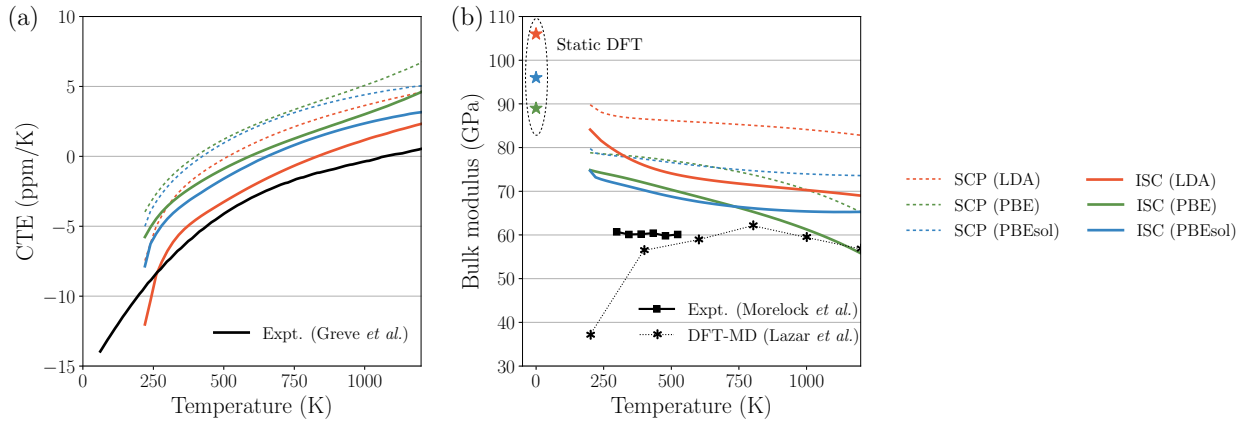 (a)
10
5
0
−5
−10
−15
CTE (ppm/K)
0
250
500
750
1000
Temperature (K)
Expt. (Greve et al.)
(b)
110
100
90
80
70
60
50
40
30
Bulk modulus (GPa)
0
250
500
750
1000
Temperature (K)
Static DFT
Expt. (Morelock et al.)
DFT-MD (Lazar et al.)
SCP (LDA)
SCP (PBE)
SCP (PBEsol)
ISC (LDA)
ISC (PBE)
ISC (PBEsol)